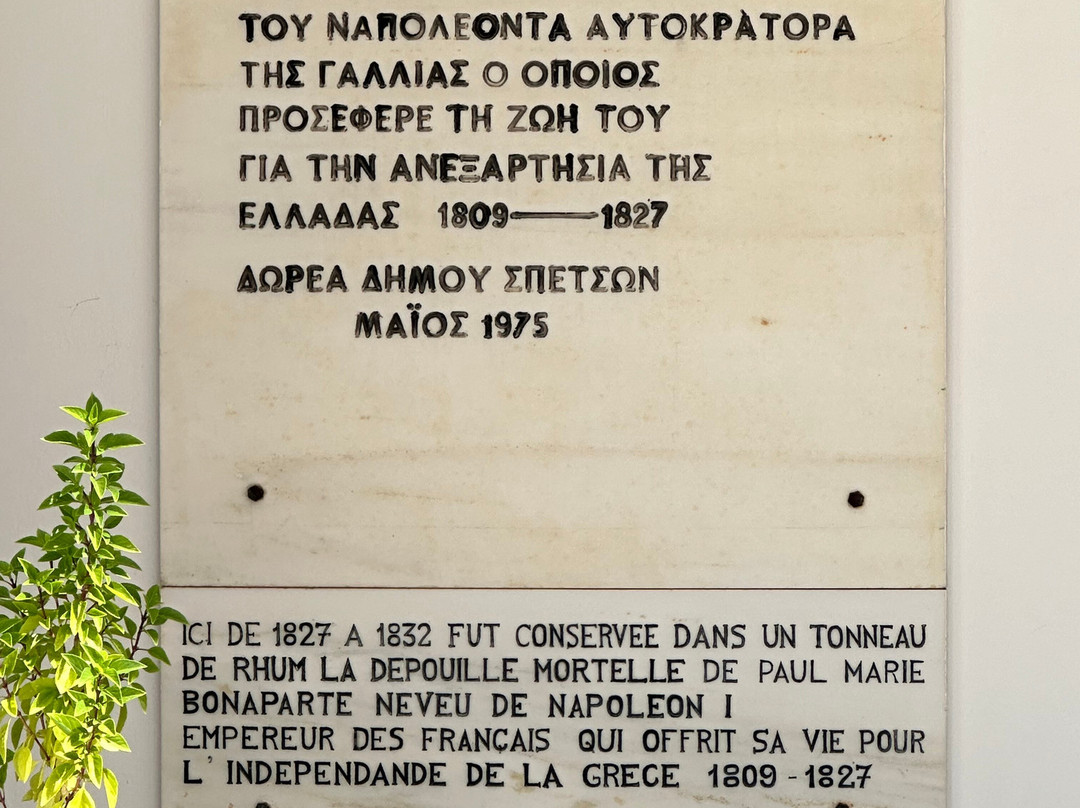 ΤΟΥ ΝΑΠΟΛΕΟΝΤΑ ΑΥΤΟΚΡΑΤΟΡΑ
ΤΗΣ ΓΑΛΛΙΑΣ Ο ΟΠΟΙΟΣ
ΠΡΟΣΕΦΕΡΕ ΤΗ ΖΩΗ ΤΟΥ
ΓΙΑ ΤΗΝ ΑΝΕΞΑΡΤΗΣΙΑ ΤΗΣ
ΕΛΛΑΔΑΣ 1809—1827
ΔΩΡΕΑ ΔΗΜΟΥ ΣΠΕΤΣΩΝ
ΜΑΪΟΣ 1975
ICI DE 1827 A 1832 FUT CONSERVEE DANS UN TONNEAU
DE RHUM LA DEPOUILLE MORTELLE DE PAUL MARIE
BONAPARTE NEVEU DE NAPOLEON I
EMPEREUR DES FRANÇAIS QUI OFFRIT SA VIE POUR
L' INDEPENDANDE DE LA GRECE 1809 - 1827